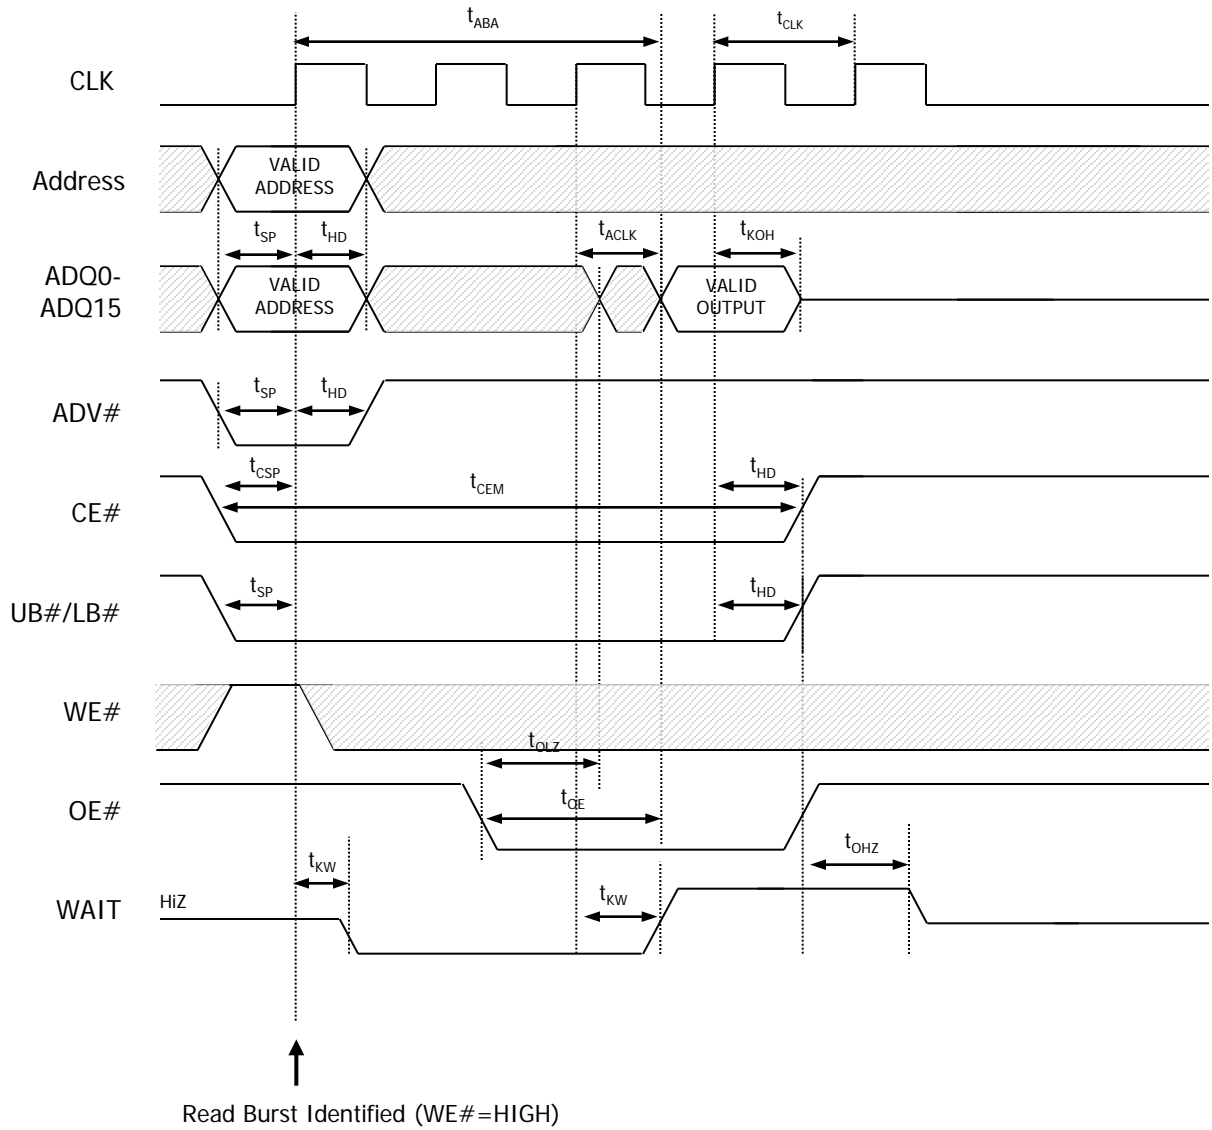 tABA
tCLK
CLK
Address
VALID
ADDRESS
tSP
tHD
tACLK
tKOH
ADQ0-
ADQ15
VALID
ADDRESS
VALID
OUTPUT
ADV#
tSP
tHD
CE#
tCSP
tCEM
tHD
UB#/LB#
tSP
tHD
WE#
tOLZ
OE#
tOE
tOHZ
WAIT
HiZ
tKW
tKW
Read Burst Identified (WE#=HIGH)